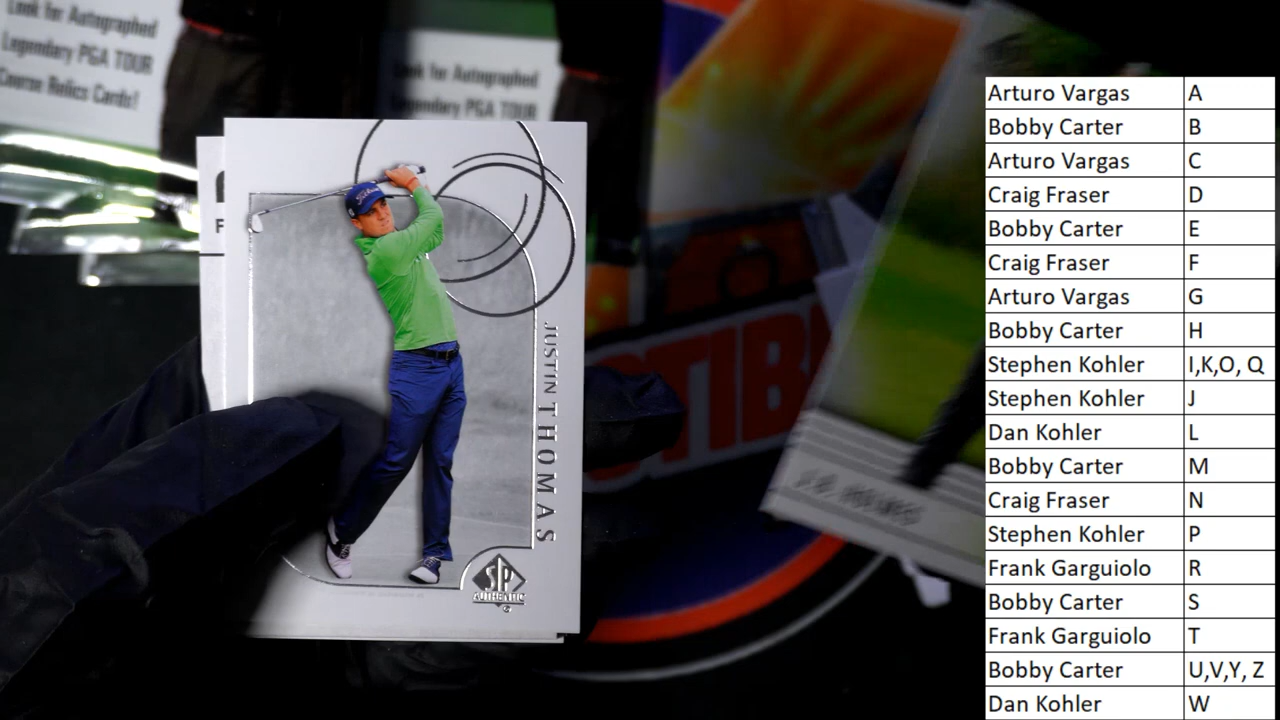 Look for Autographed
Legendary PGA TOUR
Course Relics Cards!
Look for Autographed
Legendary PGA TOUR
F
Titleist
JUSTIN THOMAS
SP
AUTHENTIC
Arturo Vargas A
Bobby Carter B
Arturo Vargas C
Craig Fraser D
Bobby Carter E
Craig Fraser F
Arturo Vargas G
Bobby Carter H
Stephen Kohler I,K,O, Q
Stephen Kohler J
Dan Kohler L
Bobby Carter M
Craig Fraser N
Stephen Kohler P
Frank Garguiolo R
Bobby Carter S
Frank Garguiolo T
Bobby Carter U,V,Y, Z
Dan Kohler W